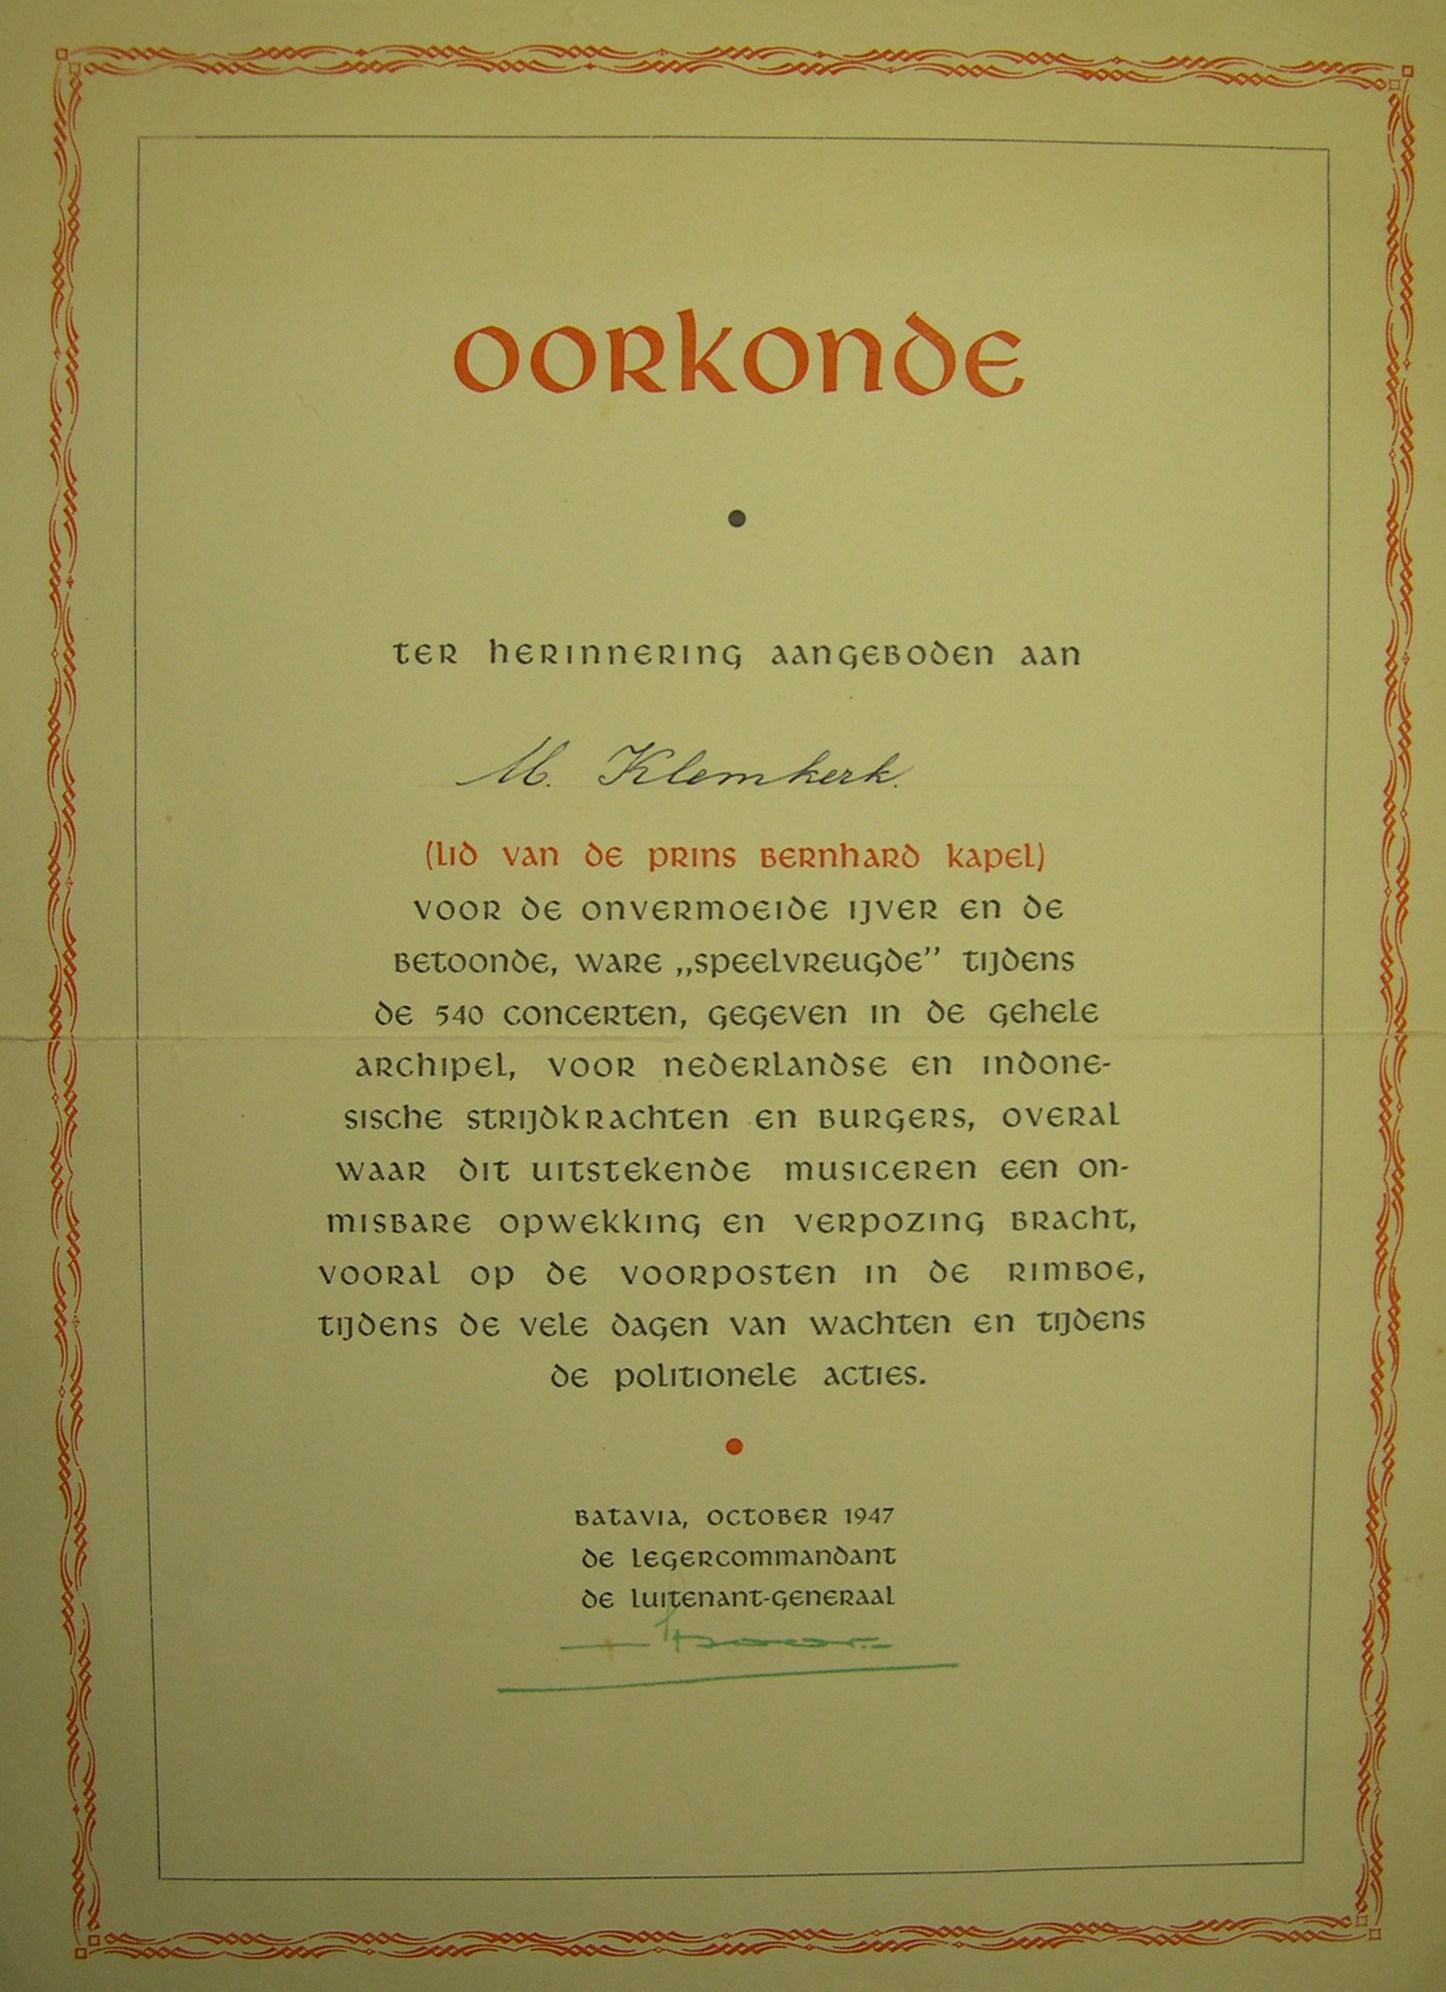 OORKONDE
TER HERINNERING AANGEBODEN AAN
M. Klemkerk.
(LID VAN DE PRINS BERNHARD KAPEL)
VOOR DE ONVERMOEIDE IJVER EN DE
BETOONDE, WARE „SPEELVREUGDE” TIJDENS
DE 540 CONCERTEN, GEGEVEN IN DE GEHELE
ARCHIPEL, VOOR NEDERLANDSE EN INDONE-
SISCHE STRIJDKRACHTEN EN BURGERS, OVERAL
WAAR DIT UITSTEKENDE MUSICEREN EEN ON-
MISBARE OPWEKKING EN VERPOZING BRACHT,
VOORAL OP DE VOORPOSTEN IN DE RIMBOE,
TIJDENS DE VELE DAGEN VAN WACHTEN EN TIJDENS
DE POLITIONELE ACTIES.
BATAVIA, OCTOBER 1947
DE LEGERCOMMANDANT
DE LUITENANT-GENERAAL